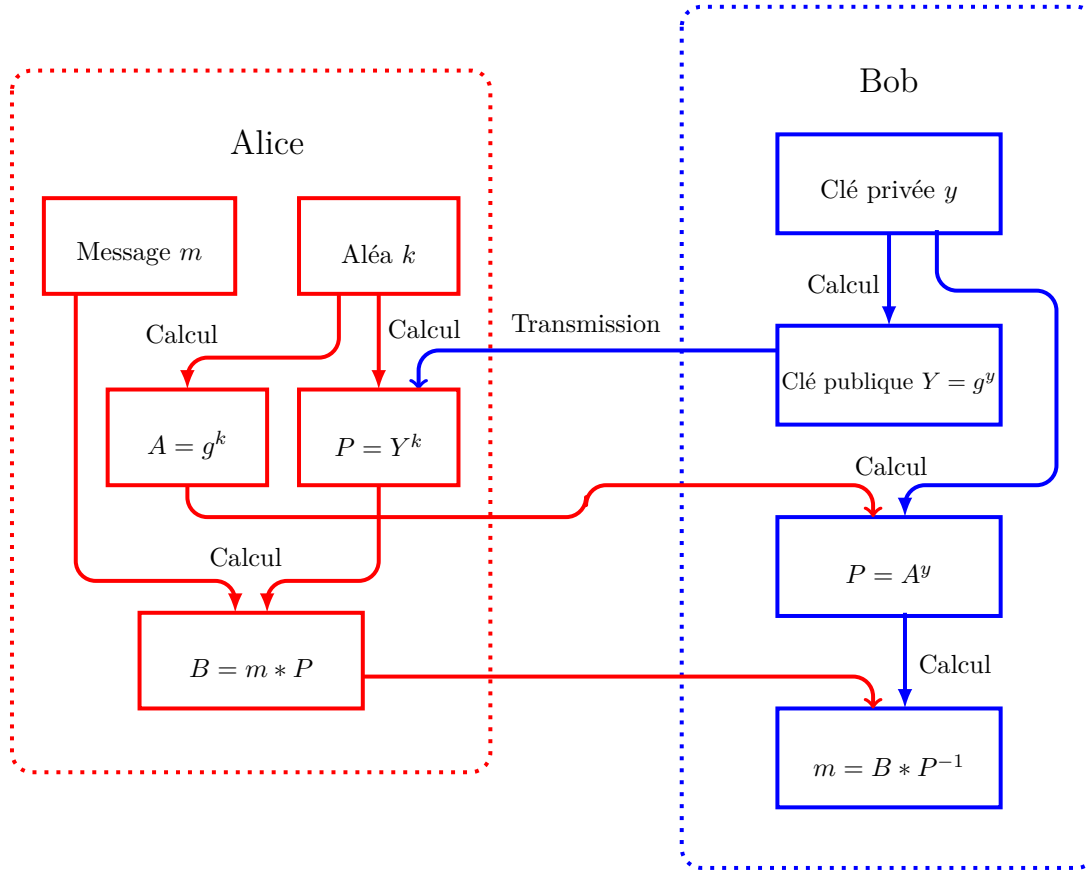 Alice
Message $m$
Aléa $k$
Calcul
Calcul
$A = g^k$
$P = Y^k$
Calcul
$B = m * P$
Transmission
Bob
Clé privée $y$
Calcul
Clé publique $Y = g^y$
Calcul
$P = A^y$
Calcul
$m = B * P^{-1}$